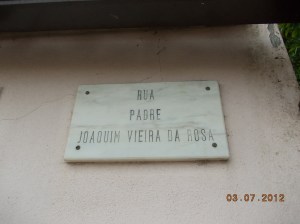 RUA
PADRE
JOAQUIM VIEIRA DA ROSA
03.07.2012